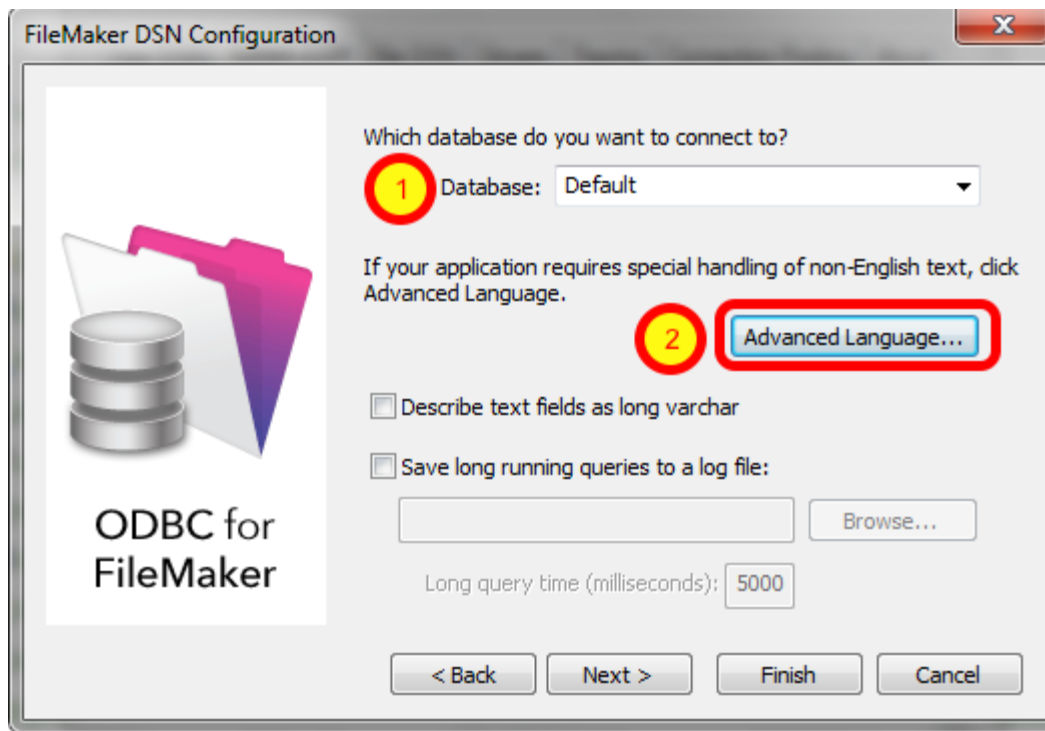 FileMaker DSN Configuration
Which database do you want to connect to?
1 Database: Default
If your application requires special handling of non-English text, click
Advanced Language.
2 Advanced Language...
Describe text fields as long varchar
Save long running queries to a log file:
Browse...
Long query time (milliseconds): 5000
ODBC for
FileMaker
< Back Next > Finish Cancel